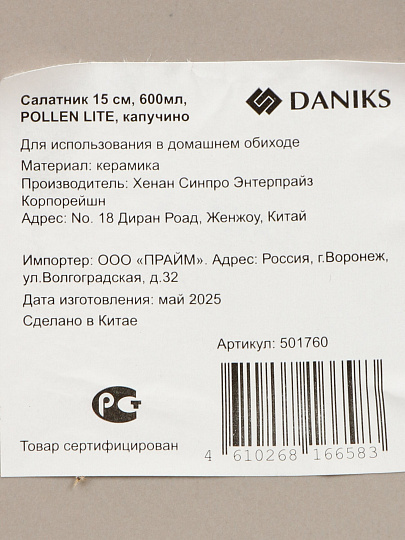 Салатник 15 см, 600мл,
POLLEN LITE, капучино
DANIKS
Для использования в домашнем обиходе
Материал: керамика
Производитель: Хенан Синпро Энтерпрайз
Корпорейшн
Адрес: No. 18 Диран Роад, Женжоу, Китай
Импортер: ООО «ПРАЙМ». Адрес: Россия, г.Воронеж,
ул.Волгоградская, д.32
Дата изготовления: май 2025
Сделано в Китае
Артикул: 501760
РСТ
Товар сертифицирован
4 610268 166583